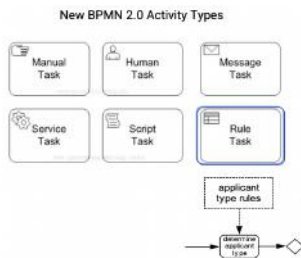 New BPMN 2.0 Activity Types
Manual
Task
Human
Task
Message
Task
Service
Task
Script
Task
Rule
Task
applicant
type rules
determine
applicant
type